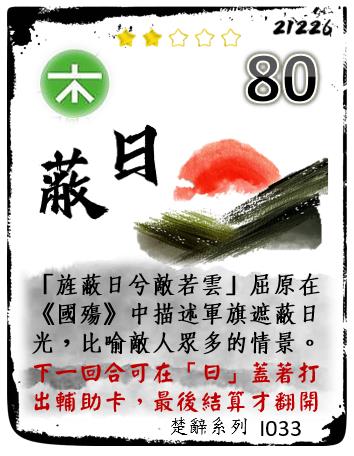 21226
木
80
蔽日
「旌蔽日兮敵若雲」屈原在
《國殤》中描述軍旗遮蔽日
光，比喻敵人眾多的情景。
下一回合可在「日」蓋著打
出輔助卡，最後結算才翻開
楚辭系列 I033